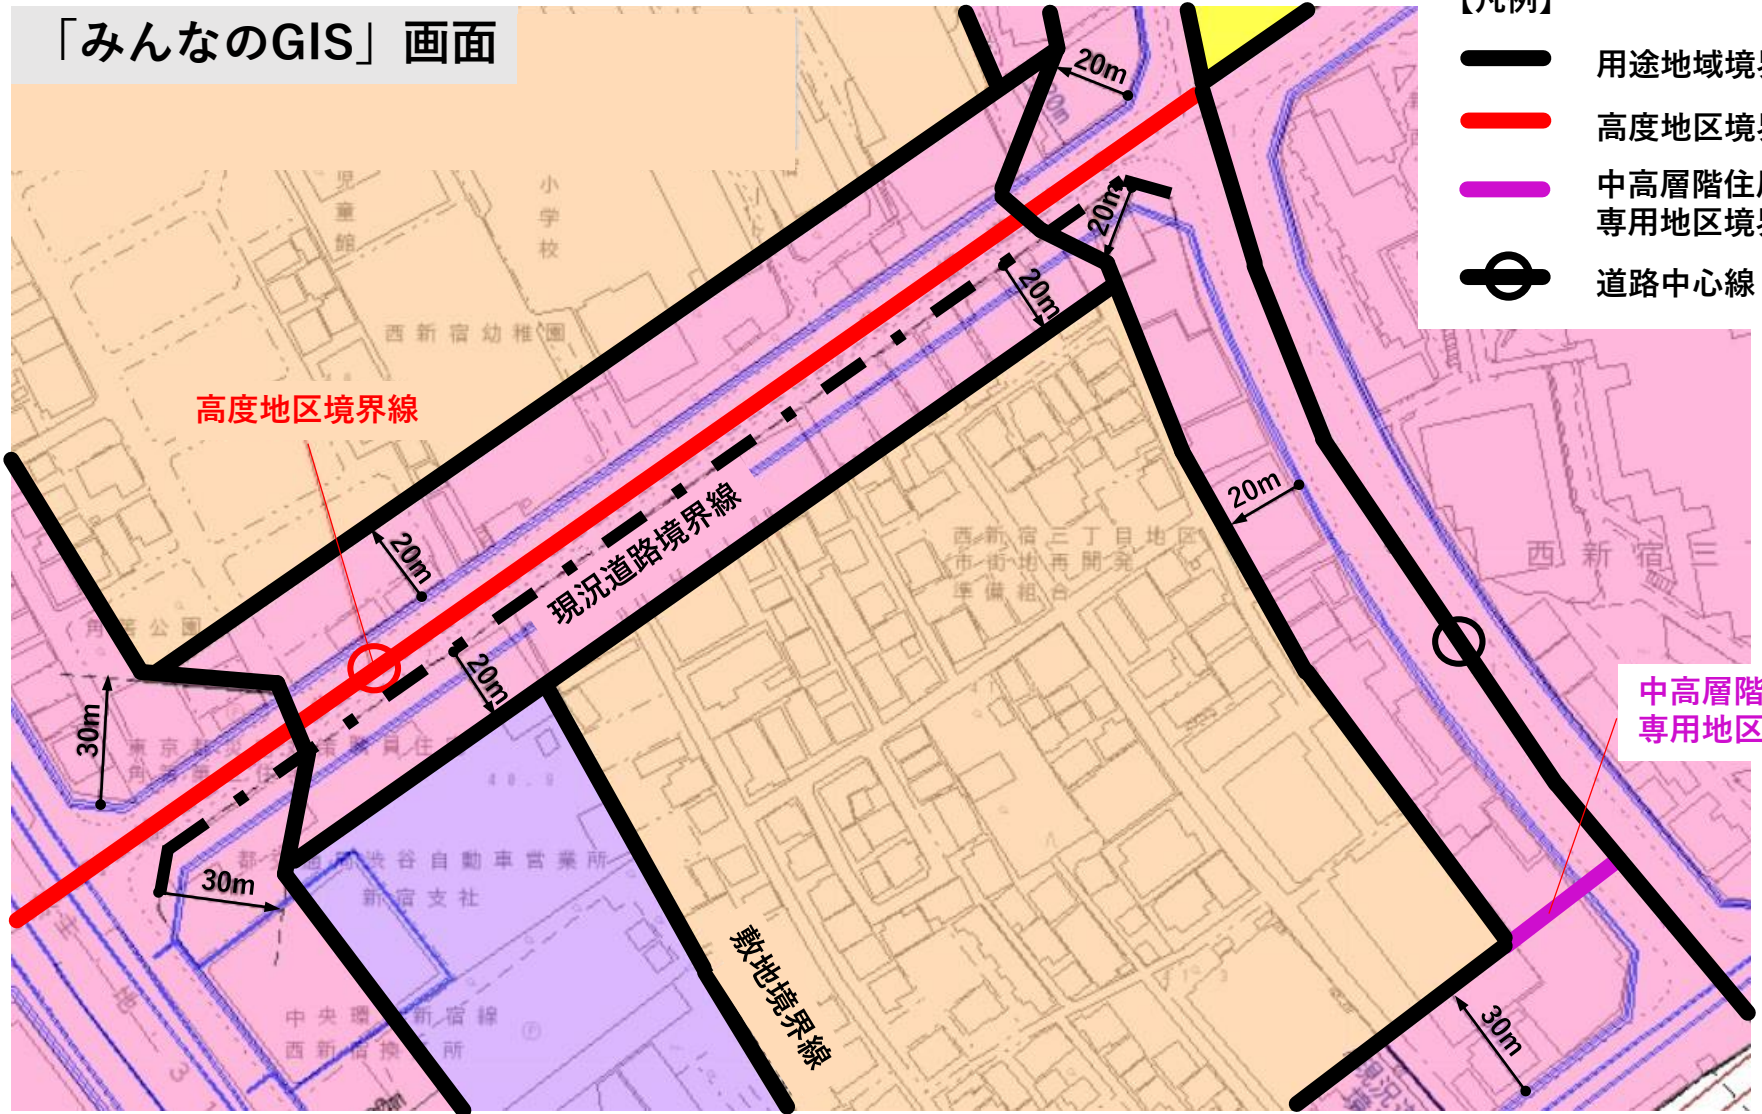 「みんなのGIS」画面
【凡例】
用途地域境界
高度地区境界
中高層階住居
専用地区境界
道路中心線
20m
20m
20m
児童館
小学校
西新宿幼稚園
高度地区境界線
20m
現況道路境界線
20m
20m
西新宿三丁目地区
市街地再開発
準備組合
西新宿三
角筈公園
30m
中高層階
専用地区
30m
渋谷自動車営業所
新宿支社
敷地境界線
中央環
新宿線
西新宿換
所
30m